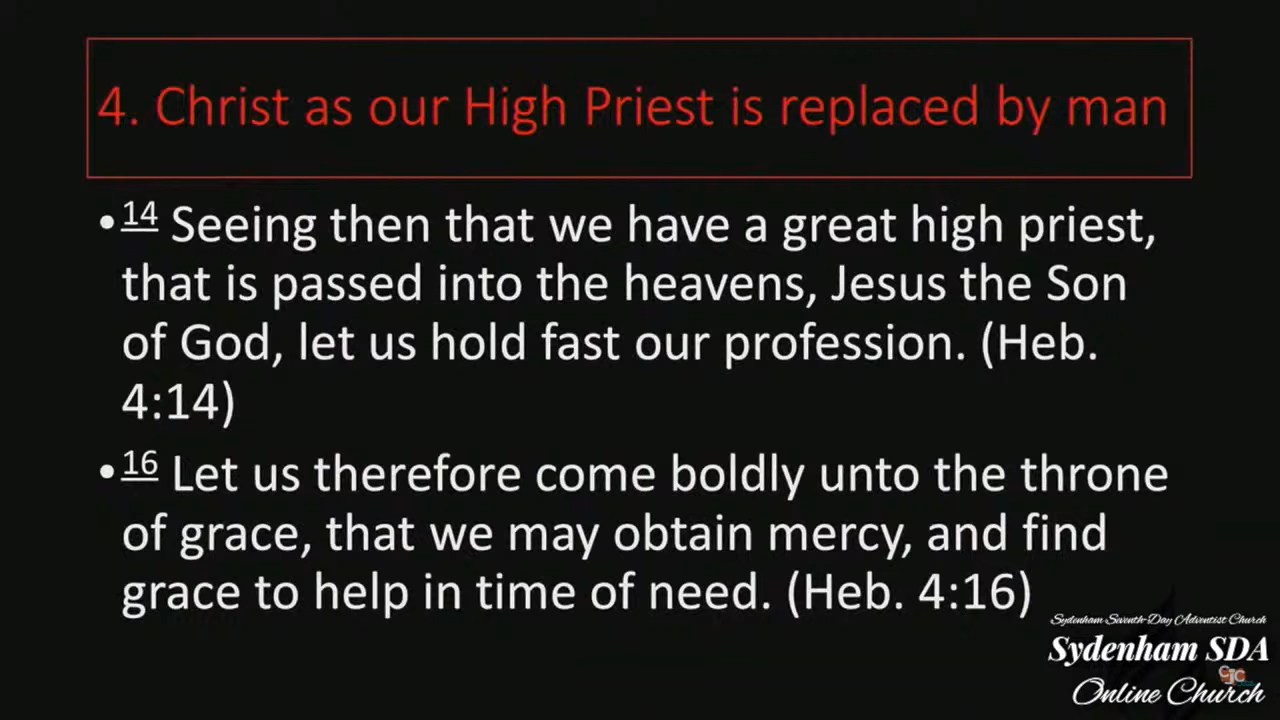 4. Christ as our High Priest is replaced by man
•14 Seeing then that we have a great high priest,
that is passed into the heavens, Jesus the Son
of God, let us hold fast our profession. (Heb.
4:14)
•16 Let us therefore come boldly unto the throne
of grace, that we may obtain mercy, and find
grace to help in time of need. (Heb. 4:16)
Sydenham Seventh-Day Adventist Church
Sydenham SDA
Online Church